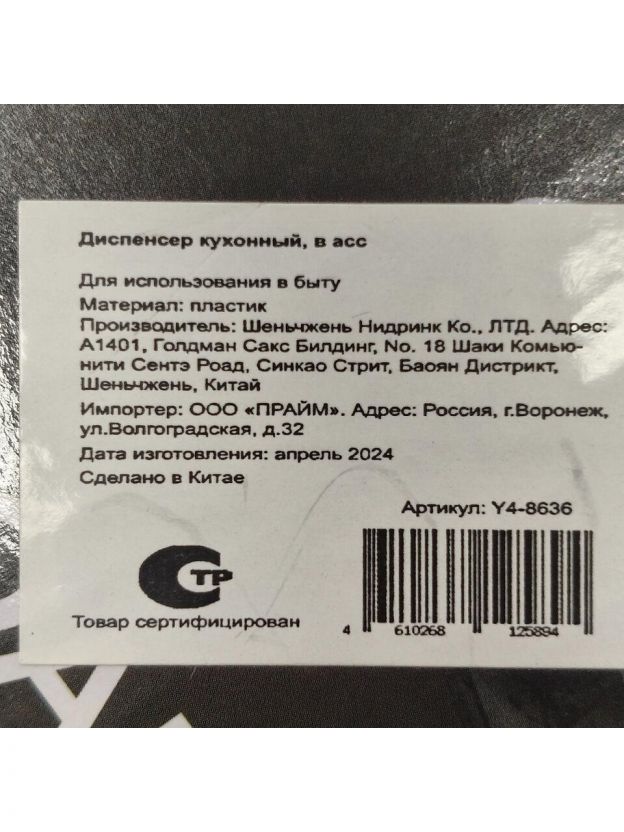 Диспенсер кухонный, в асс
Для использования в быту
Материал: пластик
Производитель: Шеньчжень Нидринк Ко., ЛТД. Адрес:
А1401, Голдман Сакс Билдинг, No. 18 Шаки Комью-
нити Сентэ Роад, Синкао Стрит, Баоян Дистрикт,
Шеньчжень, Китай
Импортер: ООО «ПРАЙМ». Адрес: Россия, г.Воронеж,
ул.Волгоградская, д.32
Дата изготовления: апрель 2024
Сделано в Китае
Артикул: Y4-8636
СТР
Товар сертифицирован
4 610268 125894